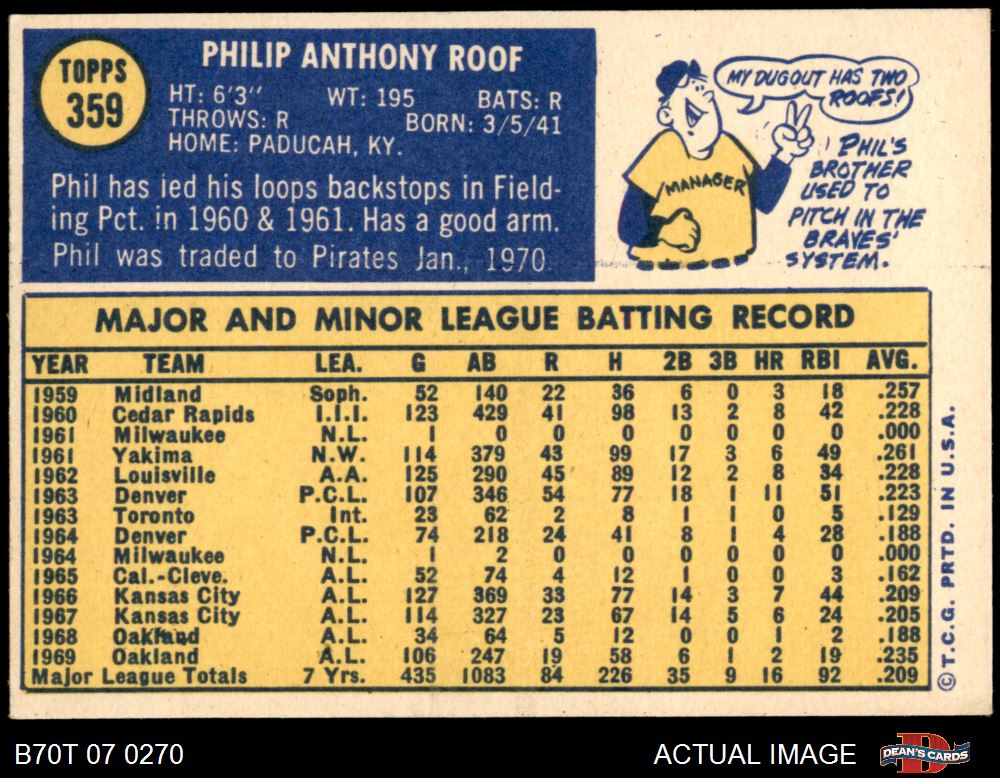 TOPPS
359
PHILIP ANTHONY ROOF
HT: 6'3" WT: 195 BATS: R
THROWS: R BORN: 3/5/41
HOME: PADUCAH, KY.
Phil has led his loops backstops in Field-
ing Pct. in 1960 & 1961. Has a good arm.
Phil was traded to Pirates Jan., 1970.
MY DUGOUT HAS TWO
ROOFS!
MANAGER
PHIL'S
BROTHER
USED TO
PITCH IN THE
BRAVES'
SYSTEM.
MAJOR AND MINOR LEAGUE BATTING RECORD
YEAR TEAM LEA. G AB R H 2B 3B HR RBI AVG.
1959 Midland Soph. 52 140 22 36 6 0 3 18 .257
1960 Cedar Rapids I.I.I. 123 429 41 98 13 2 8 42 .228
1961 Milwaukee N.L. 1 0 0 0 0 0 0 0 .000
1961 Yakima N.W. 114 379 43 99 17 3 6 49 .261
1962 Louisville A.A. 125 290 45 89 12 2 8 34 .228
1963 Denver P.C.L. 107 346 54 77 18 1 11 51 .223
1963 Toronto Int. 23 62 2 8 1 1 0 5 .129
1964 Denver P.C.L. 74 218 24 41 8 1 4 28 .188
1964 Milwaukee N.L. 1 2 0 0 0 0 0 0 .000
1965 Cal.-Cleve. A.L. 52 74 4 12 1 0 0 3 .162
1966 Kansas City A.L. 127 369 33 77 14 3 7 44 .209
1967 Kansas City A.L. 114 327 23 67 14 5 6 24 .205
1968 Oakland A.L. 34 64 5 12 0 0 1 2 .188
1969 Oakland A.L. 106 247 19 58 6 1 2 19 .235
Major League Totals 7 Yrs. 435 1083 84 226 35 9 16 92 .209
©T.C.G. PRTD. IN U.S.A.
B70T 07 0270
ACTUAL IMAGE
D
DEAN'S CARDS